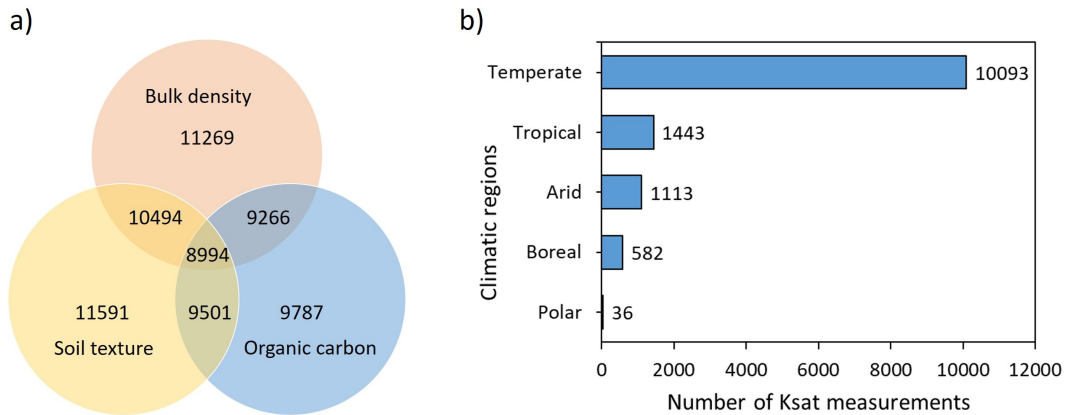 a)
Bulk density
11269
10494
9266
8994
11591
9501
9787
Soil texture
Organic carbon
b)
Climatic regions
Temperate
10093
Tropical
1443
Arid
1113
Boreal
582
Polar
36
0 2000 4000 6000 8000 10000 12000
Number of Ksat measurements